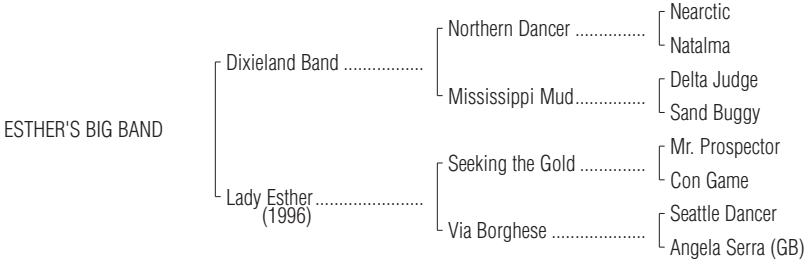 Nearctic
Northern Dancer ...............
Natalma
Dixieland Band .................
Delta Judge
Mississippi Mud...............
Sand Buggy
ESTHER'S BIG BAND
Mr. Prospector
Seeking the Gold ..............
Con Game
Lady Esther.......................
(1996)
Seattle Dancer
Via Borghese ....................
Angela Serra (GB)